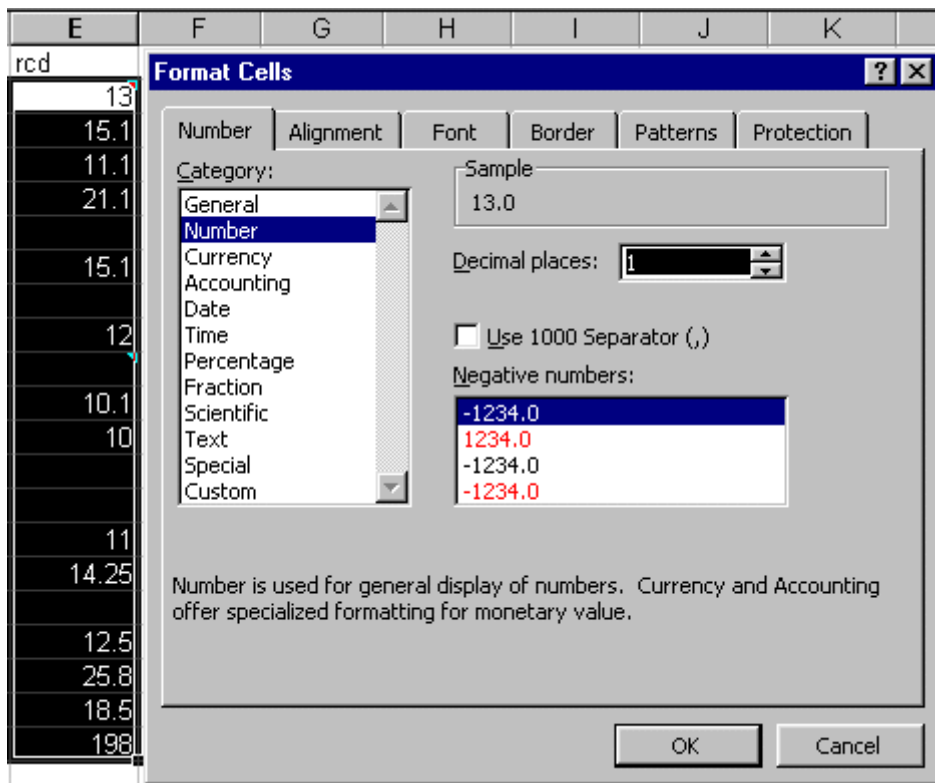 E F G H I J K
rcd
13
15.1
11.1
21.1
15.1
12
10.1
10
11
14.25
12.5
25.8
18.5
198
Format Cells ? ×
Number Alignment Font Border Patterns Protection
Category:
General
Number
Currency
Accounting
Date
Time
Percentage
Fraction
Scientific
Text
Special
Custom
Sample
13.0
Decimal places: 1
Use 1000 Separator (,)
Negative numbers:
-1234.0
1234.0
-1234.0
-1234.0
Number is used for general display of numbers. Currency and Accounting
offer specialized formatting for monetary value.
OK Cancel